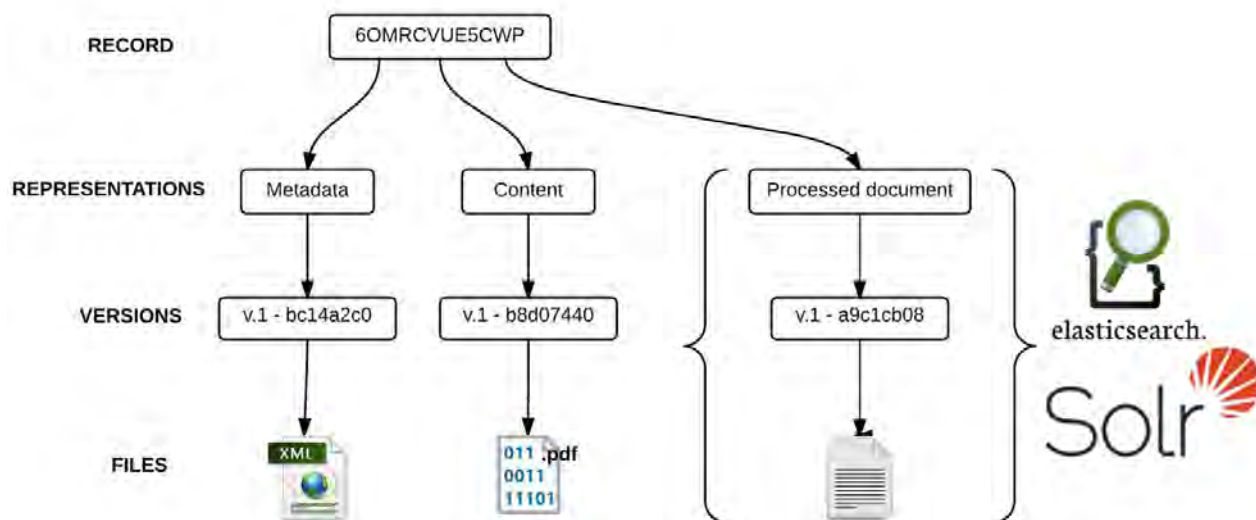 RECORD
6OMRCVUE5CWP
REPRESENTATIONS
Metadata
Content
Processed document
VERSIONS
v.1 - bc14a2c0
v.1 - b8d07440
v.1 - a9c1cb08
elasticsearch.
Solr
FILES
XML
011 .pdf
0011
11101